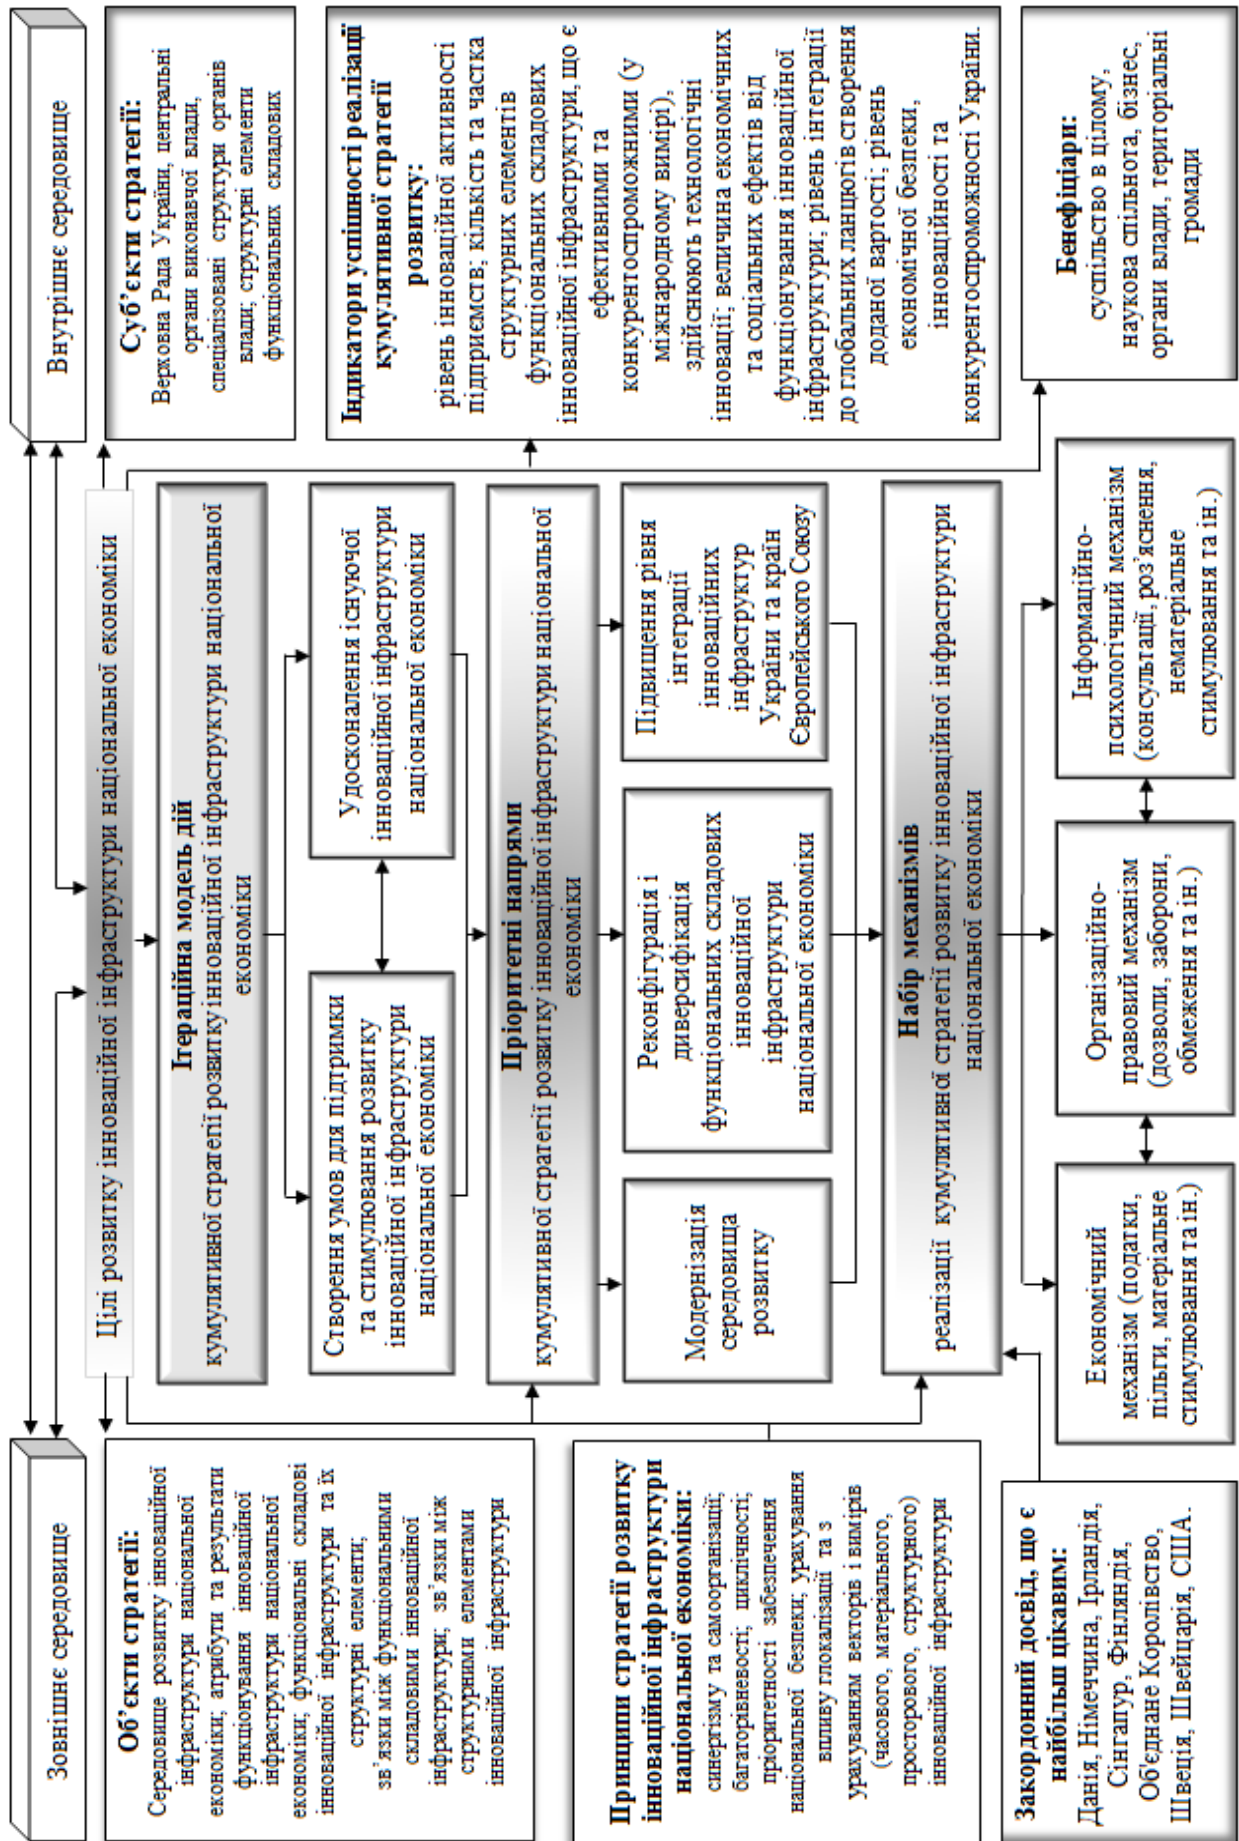 Зовнішнє середовище
Внутрішнє середовище
Цілі розвитку інноваційної інфраструктури національної економіки
Об’єкти стратегії:
Середовище розвитку інноваційної
інфраструктури національної
економіки; атрибути та результати
функціонування інноваційної
інфраструктури національної
економіки; функціональні складові
інноваційної інфраструктури та їх
структурні елементи;
зв’язки між функціональними
складовими інноваційної
інфраструктури; зв’язки між
структурними елементами
інноваційної інфраструктури
Суб’єкти стратегії:
Верховна Рада України, центральні
органи виконавчої влади,
спеціалізовані структури органів
влади; структурні елементи
функціональних складових
Ітераційна модель дій
кумулятивної стратегії розвитку інноваційної інфраструктури національної
економіки
Створення умов для підтримки
та стимулювання розвитку
інноваційної інфраструктури
національної економіки
Удосконалення існуючої
інноваційної інфраструктури
національної економіки
Пріоритетні напрями
кумулятивної стратегії розвитку інноваційної інфраструктури національної
економіки
Модернізація
середовища
розвитку
Реконфігурація і
диверсифікація
функціональних складових
інноваційної
інфраструктури
національної економіки
Підвищення рівня
інтеграції
інноваційних
інфраструктур
України та країн
Європейського Союзу
Індикатори успішності реалізації
кумулятивної стратегії
розвитку:
рівень інноваційної активності
підприємств; кількість та частка
структурних елементів
функціональних складових
інноваційної інфраструктури, що є
ефективними та
конкурентоспроможними (у
міжнародному вимірі),
здійснюють технологічні
інновації; величина економічних
та соціальних ефектів від
функціонування інноваційної
інфраструктури; рівень інтеграції
до глобальних ланцюгів створення
доданої вартості; рівень
економічної безпеки,
інноваційності та
конкурентоспроможності України.
Принципи стратегії розвитку
інноваційної інфраструктури
національної економіки:
синергізму та самоорганізації;
багаторівневості; циклічності;
пріоритетності забезпечення
національної безпеки; урахування
впливу глокалізації та з
урахуванням векторів і вимірів
(часового, матеріального,
просторового, структурного)
інноваційної інфраструктури
Набір механізмів
реалізації кумулятивної стратегії розвитку інноваційної інфраструктури
національної економіки
Закордонний досвід, що є
найбільш цікавим:
Данія, Німеччина, Ірландія,
Сінгапур, Фінляндія,
Об'єднане Королівство,
Швеція, Швейцарія, США.
Економічний
механізм (податки,
пільги, матеріальне
стимулювання та ін.)
Організаційно-
правовий механізм
(дозволи, заборони,
обмеження та ін.)
Інформаційно-
психологічний механізм
(консультації, роз’яснення,
нематеріальне
стимулювання та ін.)
Бенефіціари:
суспільство в цілому,
наукова спільнота, бізнес,
органи влади, територіальні
громади